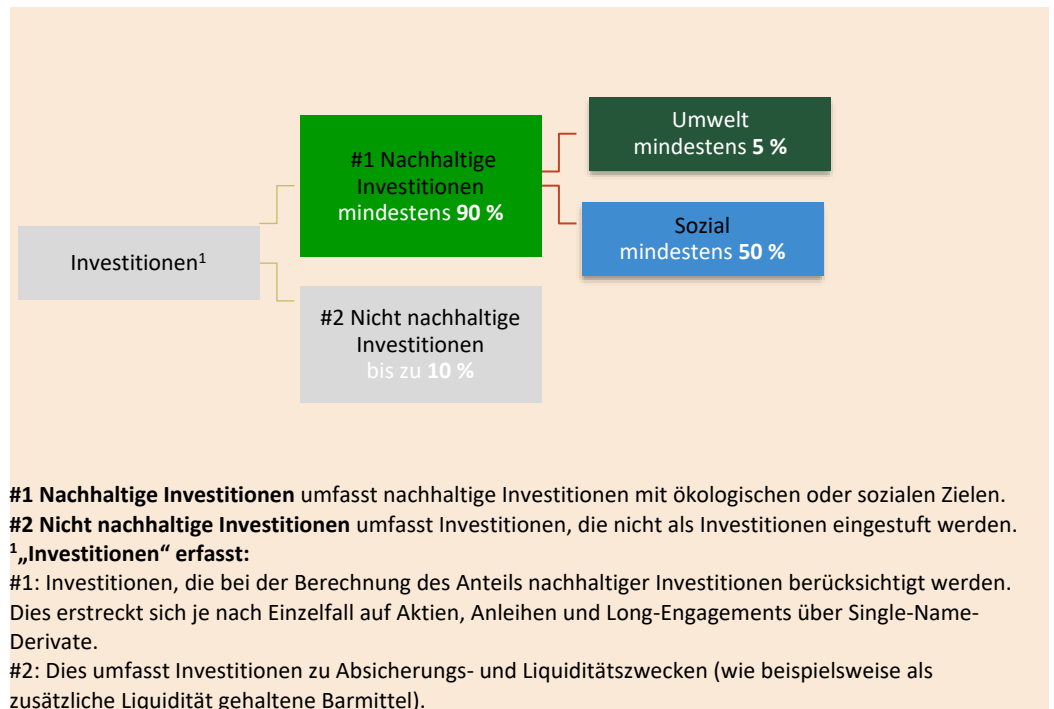 Umwelt
mindestens 5 %
#1 Nachhaltige
Investitionen
mindestens 90 %
Sozial
mindestens 50 %
Investitionen¹
#2 Nicht nachhaltige
Investitionen
bis zu 10 %
#1 Nachhaltige Investitionen umfasst nachhaltige Investitionen mit ökologischen oder sozialen Zielen.
#2 Nicht nachhaltige Investitionen umfasst Investitionen, die nicht als Investitionen eingestuft werden.
¹„Investitionen“ erfasst:
#1: Investitionen, die bei der Berechnung des Anteils nachhaltiger Investitionen berücksichtigt werden.
Dies erstreckt sich je nach Einzelfall auf Aktien, Anleihen und Long-Engagements über Single-Name-
Derivate.
#2: Dies umfasst Investitionen zu Absicherungs- und Liquiditätszwecken (wie beispielsweise als
zusätzliche Liquidität gehaltene Barmittel).